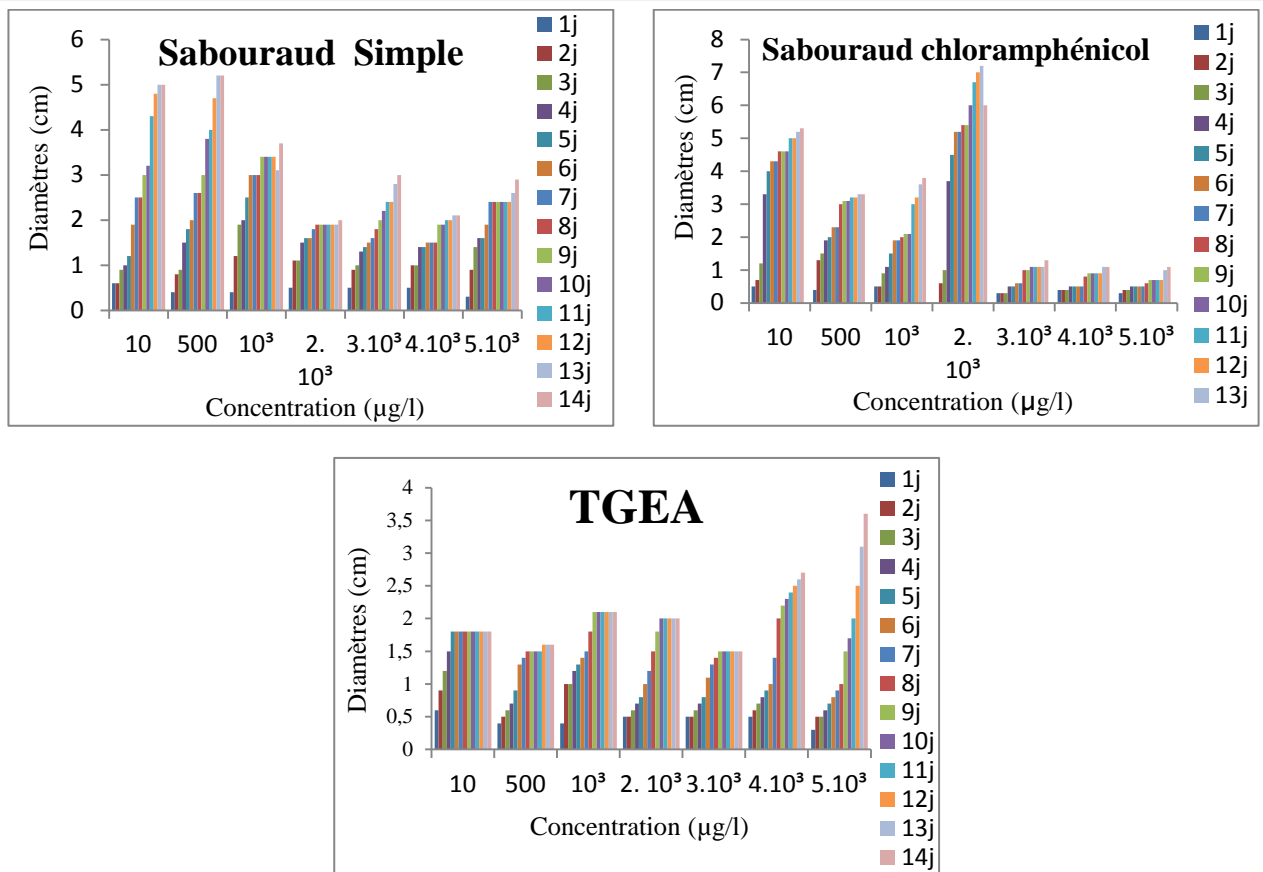 Sabouraud Simple
Diamètres (cm)
6
5
4
3
2
1
0
10 500 10³ 2. 10³ 3.10³ 4.10³ 5.10³
Concentration (µg/l)
1j
2j
3j
4j
5j
6j
7j
8j
9j
10j
11j
12j
13j
14j
Sabouraud chloramphénicol
Diamètres (cm)
8
7
6
5
4
3
2
1
0
10 500 10³ 2. 10³ 3.10³ 4.10³ 5.10³
Concentration (µg/l)
1j
2j
3j
4j
5j
6j
7j
8j
9j
10j
11j
12j
13j
TGEA
Diamètres (cm)
4
3,5
3
2,5
2
1,5
1
0,5
0
10 500 10³ 2. 10³ 3.10³ 4.10³ 5.10³
Concentration (µg/l)
1j
2j
3j
4j
5j
6j
7j
8j
9j
10j
11j
12j
13j
14j